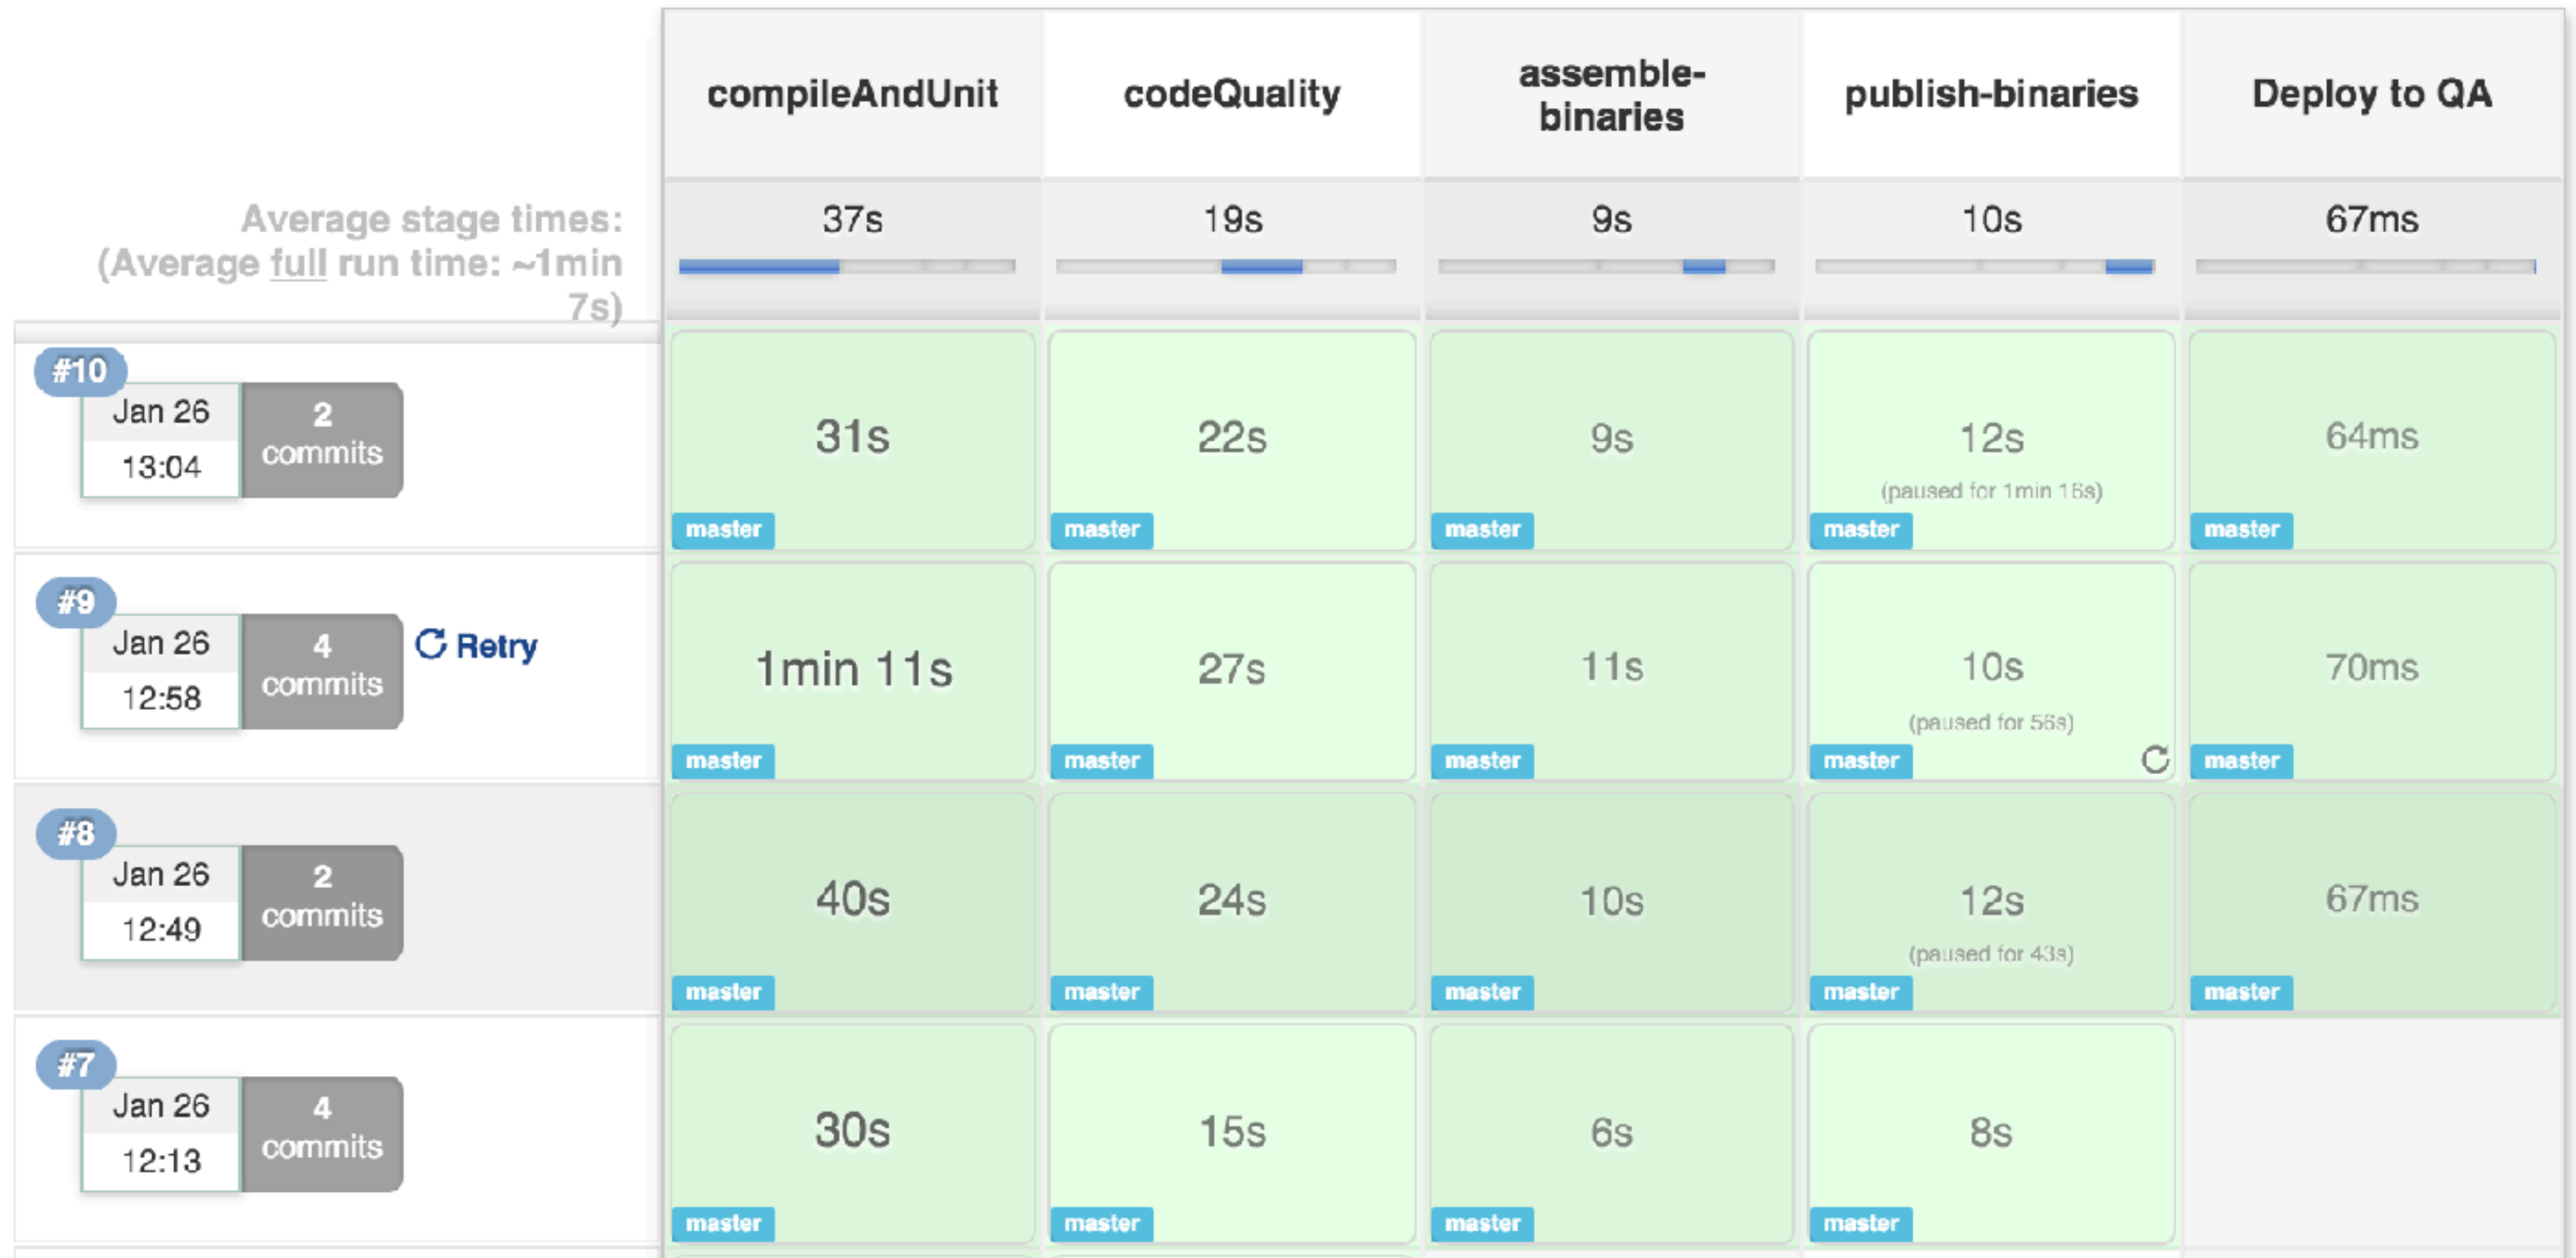 compileAndUnit
codeQuality
assemble-
binaries
publish-binaries
Deploy to QA
Average stage times:
(Average full run time: ~1min
7s)
37s
19s
9s
10s
67ms
#10
Jan 26
13:04
2
commits
31s
master
22s
master
9s
master
12s
(paused for 1min 16s)
master
64ms
master
#9
Jan 26
12:58
4
commits
Retry
1min 11s
master
27s
master
11s
master
10s
(paused for 56s)
master
70ms
master
#8
Jan 26
12:49
2
commits
40s
master
24s
master
10s
master
12s
(paused for 43s)
master
67ms
master
#7
Jan 26
12:13
4
commits
30s
master
15s
master
6s
master
8s
master